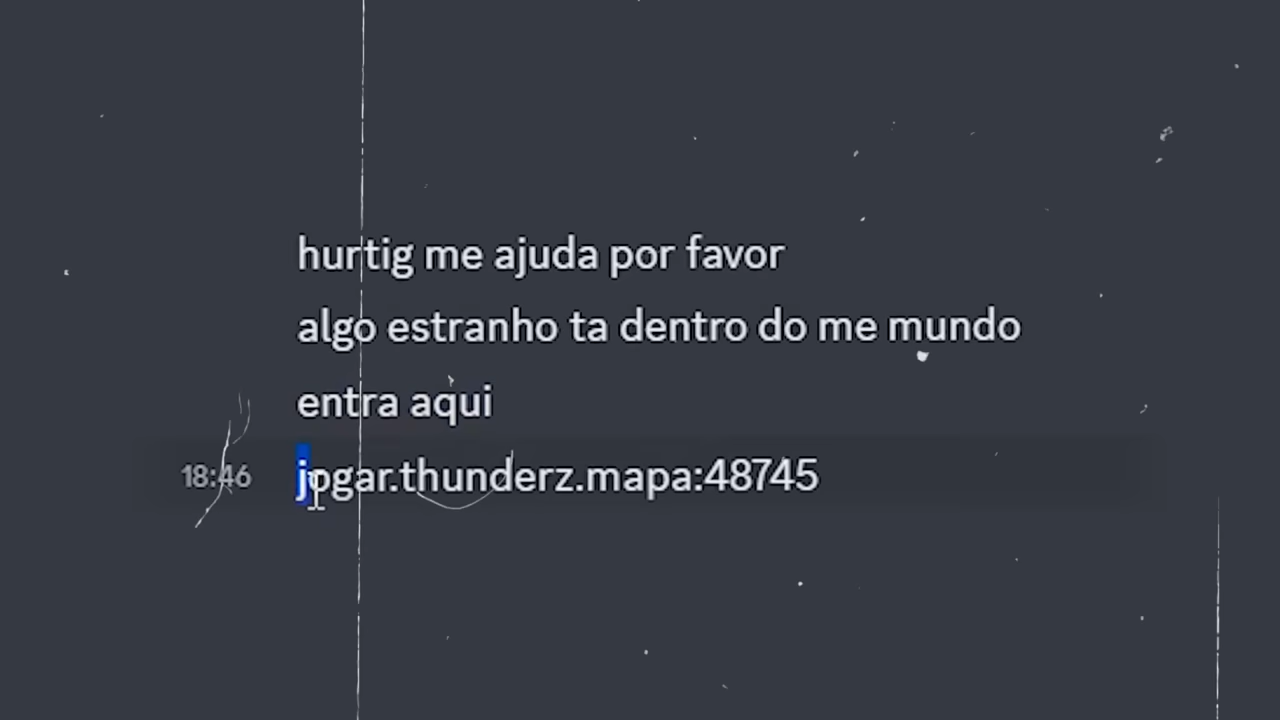 hurtig me ajuda por favor
algo estranho ta dentro do me mundo
entra aqui
18:46 jogar.thunderz.mapa:48745